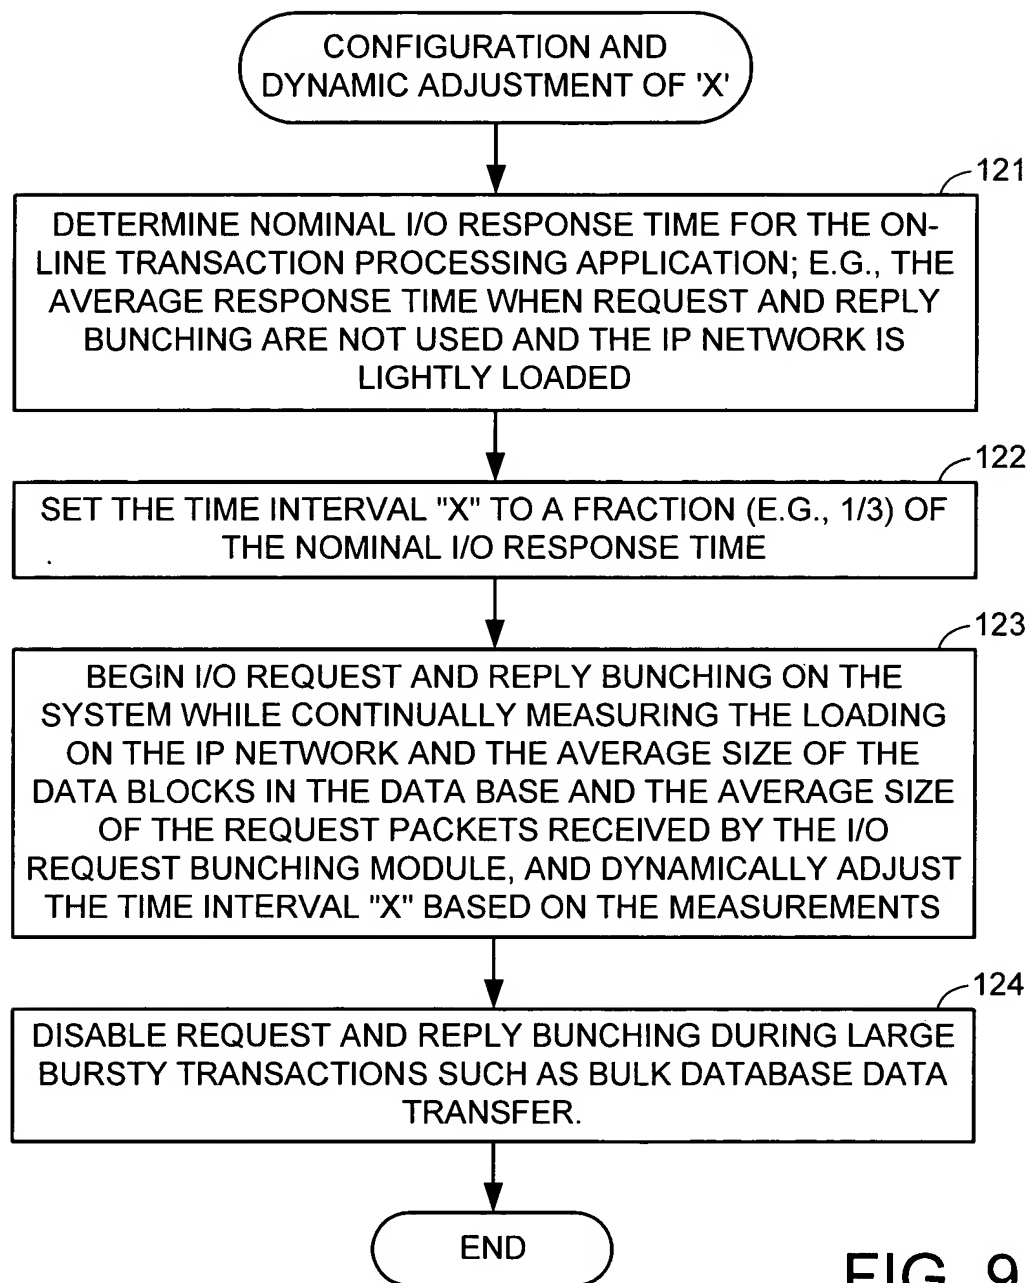 CONFIGURATION AND
DYNAMIC ADJUSTMENT OF 'X'
121
DETERMINE NOMINAL I/O RESPONSE TIME FOR THE ON-
LINE TRANSACTION PROCESSING APPLICATION; E.G., THE
AVERAGE RESPONSE TIME WHEN REQUEST AND REPLY
BUNCHING ARE NOT USED AND THE IP NETWORK IS
LIGHTLY LOADED
122
SET THE TIME INTERVAL "X" TO A FRACTION (E.G., 1/3) OF
THE NOMINAL I/O RESPONSE TIME
123
BEGIN I/O REQUEST AND REPLY BUNCHING ON THE
SYSTEM WHILE CONTINUALLY MEASURING THE LOADING
ON THE IP NETWORK AND THE AVERAGE SIZE OF THE
DATA BLOCKS IN THE DATA BASE AND THE AVERAGE SIZE
OF THE REQUEST PACKETS RECEIVED BY THE I/O
REQUEST BUNCHING MODULE, AND DYNAMICALLY ADJUST
THE TIME INTERVAL "X" BASED ON THE MEASUREMENTS
124
DISABLE REQUEST AND REPLY BUNCHING DURING LARGE
BURSTY TRANSACTIONS SUCH AS BULK DATABASE DATA
TRANSFER.
END
FIG. 9